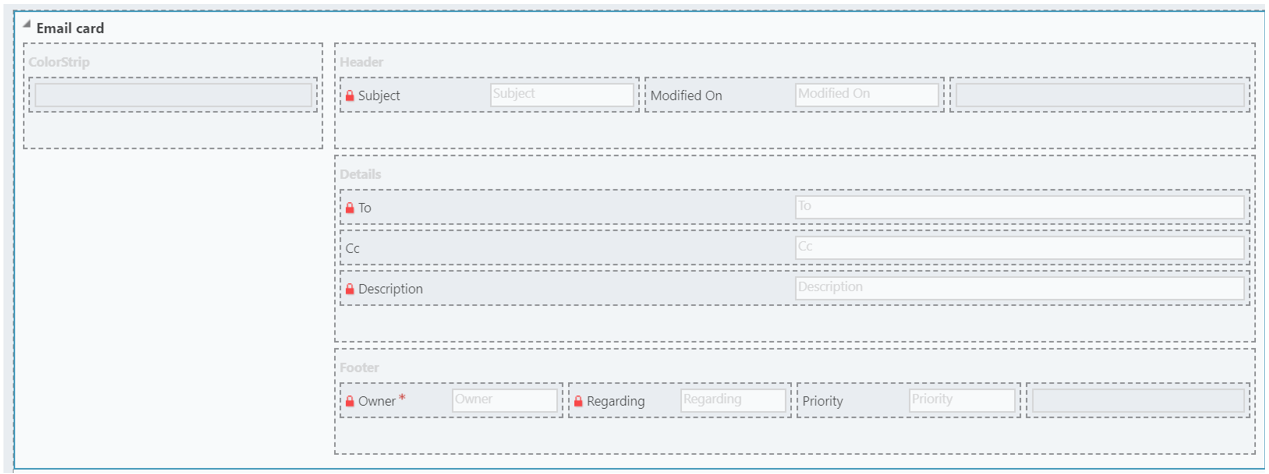 Email card
ColorStrip
Header
Subject Subject Modified On Modified On
Details
To To
Cc Cc
Description Description
Footer
Owner * Owner Regarding Regarding Priority Priority